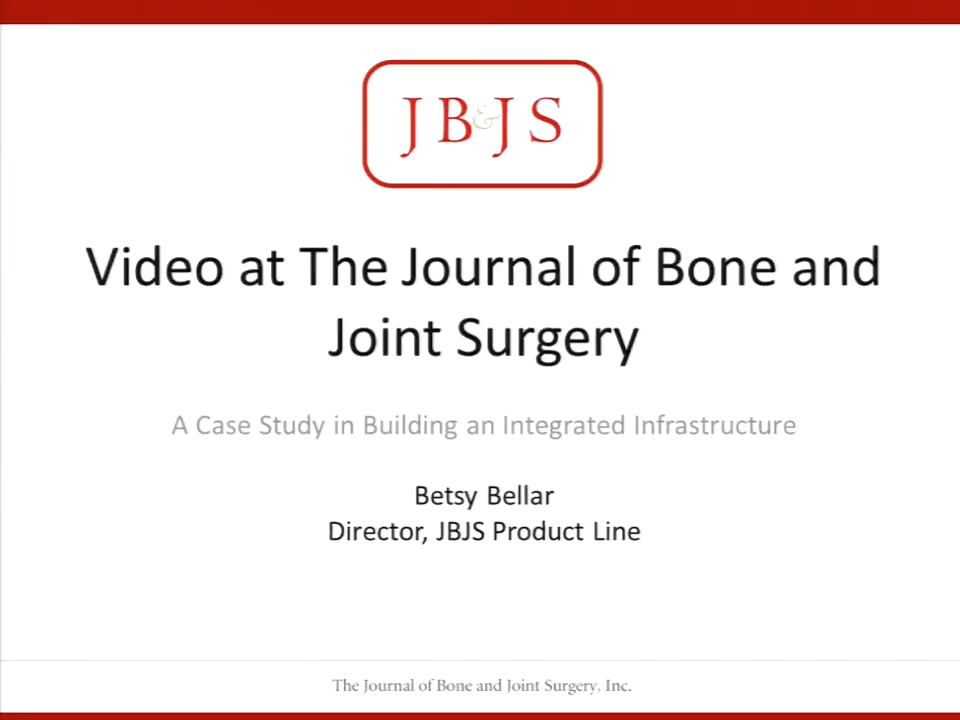 JB&JS
Video at The Journal of Bone and
Joint Surgery
A Case Study in Building an Integrated Infrastructure
Betsy Bellar
Director, JBJS Product Line
The Journal of Bone and Joint Surgery, Inc.